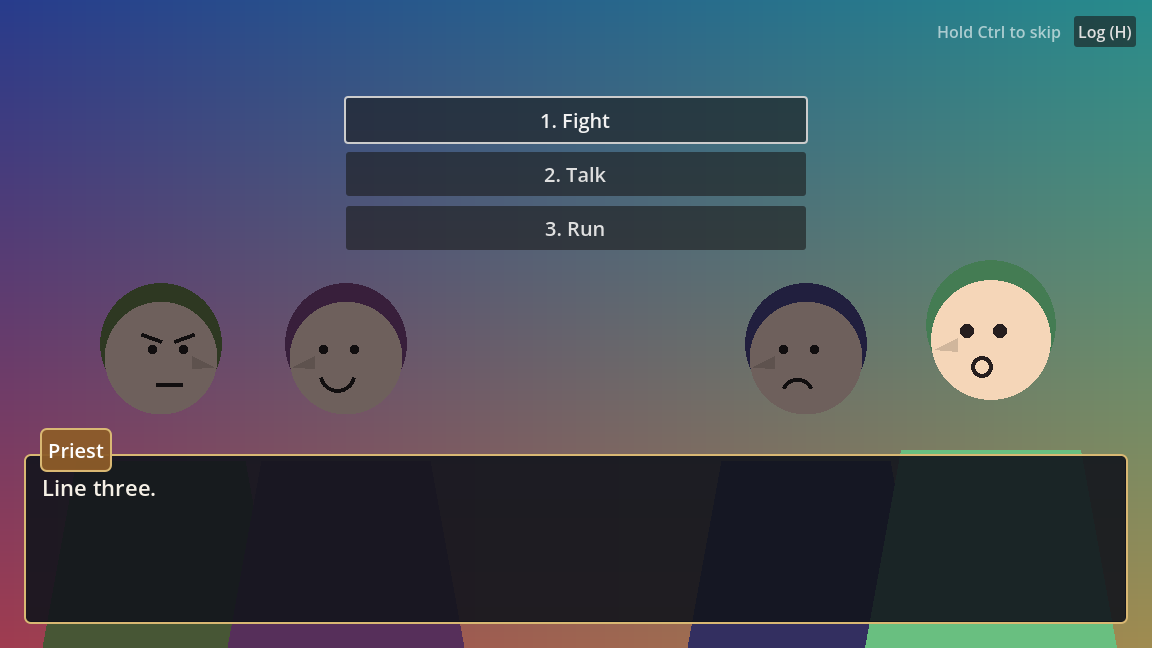 Hold Ctrl to skip Log (H)
1. Fight
2. Talk
3. Run
Priest
Line three.